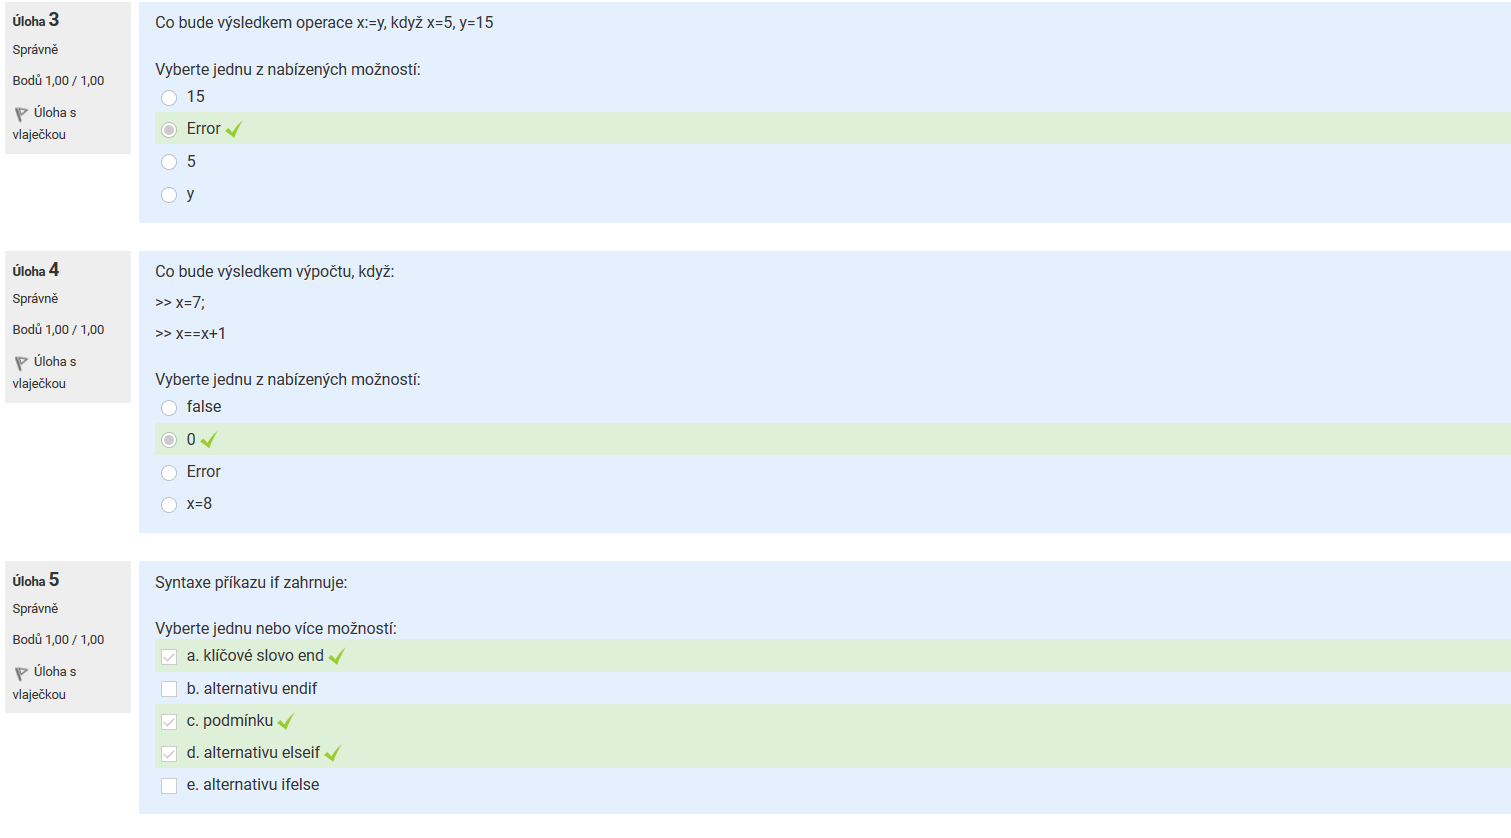 Úloha 3
Správně
Bodů 1,00 / 1,00
Úloha s
vlaječkou
Co bude výsledkem operace x:=y, když x=5, y=15
Vyberte jednu z nabízených možností:
15
Error
5
y
Úloha 4
Správně
Bodů 1,00 / 1,00
Úloha s
vlaječkou
Co bude výsledkem výpočtu, když:
>> x=7;
>> x==x+1
Vyberte jednu z nabízených možností:
false
0
Error
x=8
Úloha 5
Správně
Bodů 1,00 / 1,00
Úloha s
vlaječkou
Syntaxe příkazu if zahrnuje:
Vyberte jednu nebo více možností:
a. klíčové slovo end
b. alternativu endif
c. podmínku
d. alternativu elseif
e. alternativu ifelse